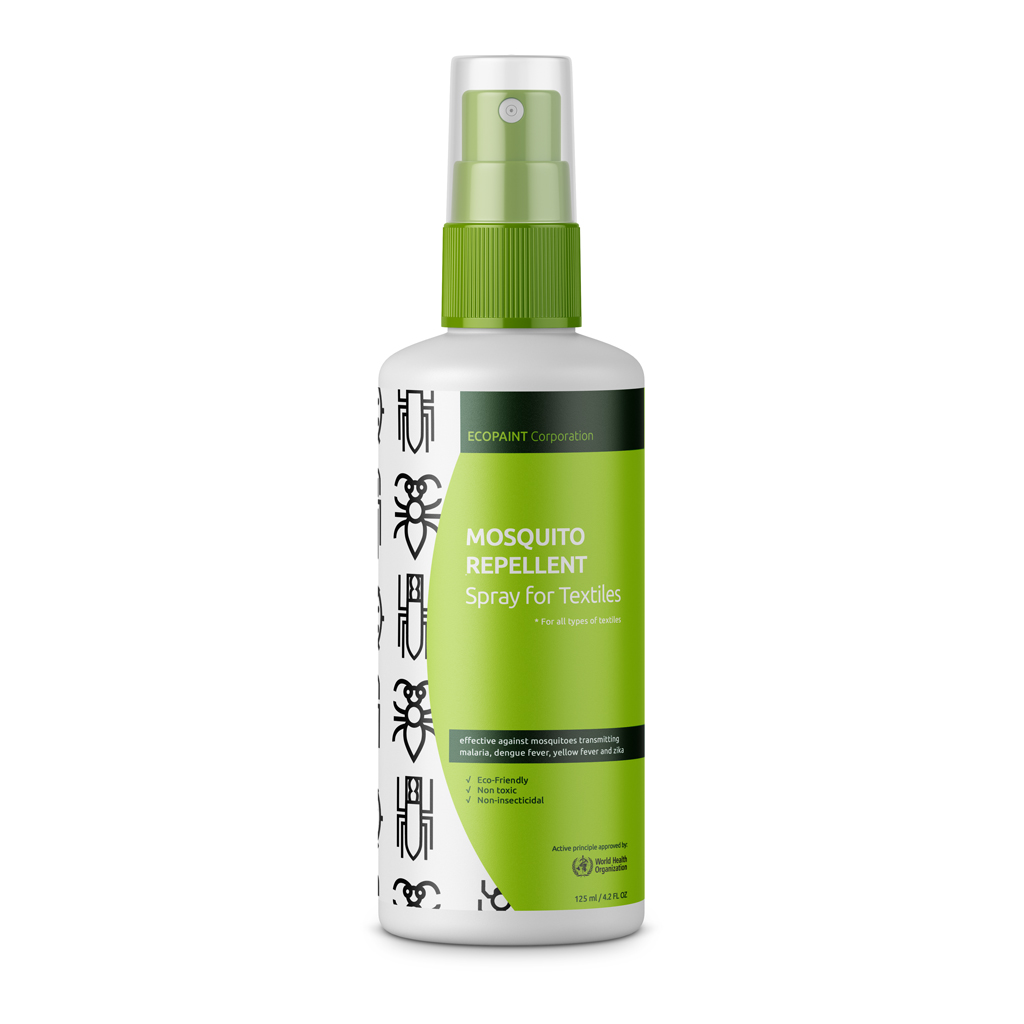 ECOPAINT Corporation
MOSQUITO
REPELLENT
Spray for Textiles
* For all types of textiles
effective against mosquitoes transmitting
malaria, dengue fever, yellow fever and zika
√ Eco-Friendly
√ Non toxic
√ Non-insecticidal
Active principle approved by:
World Health
Organization
125 ml / 4.2 FL OZ